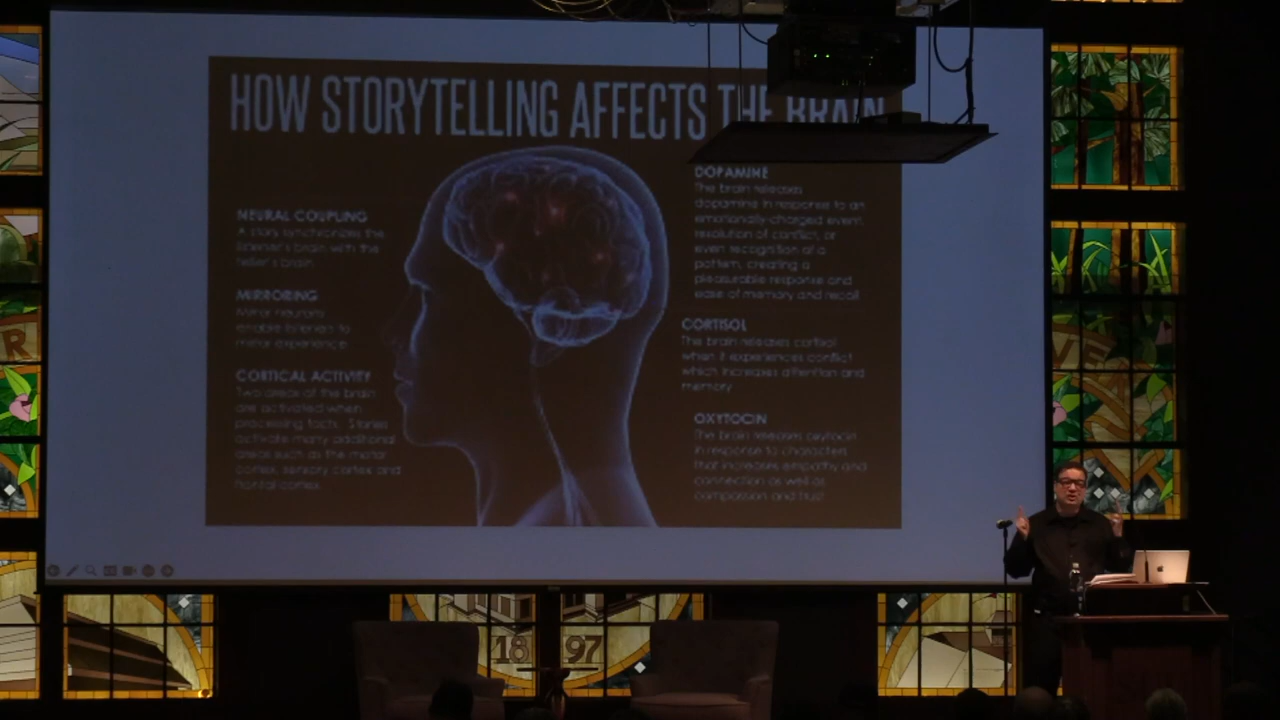 HOW STORYTELLING AFFECTS THE BRAIN
NEURAL COUPLING
A story synchronizes the
listener's brain with the
teller's brain.
MIRRORING
Mirror neurons
enable listeners to
mirror experience.
CORTICAL ACTIVITY
Two areas of the brain
are activated when
processing facts. Stories
activate many additional
areas such as the motor
cortex, sensory cortex and
frontal cortex.
DOPAMINE
The brain releases
dopamine in response to an
emotionally-charged event,
resolution of conflict, or
even recognition of a
pattern, creating a
pleasurable response and
ease of memory and recall.
CORTISOL
The brain releases cortisol
when it experiences conflict
which increases attention and
memory.
OXYTOCIN
The brain releases oxytocin
in response to characters
that increases empathy and
connection as well as
compassion and trust.
R
18 97